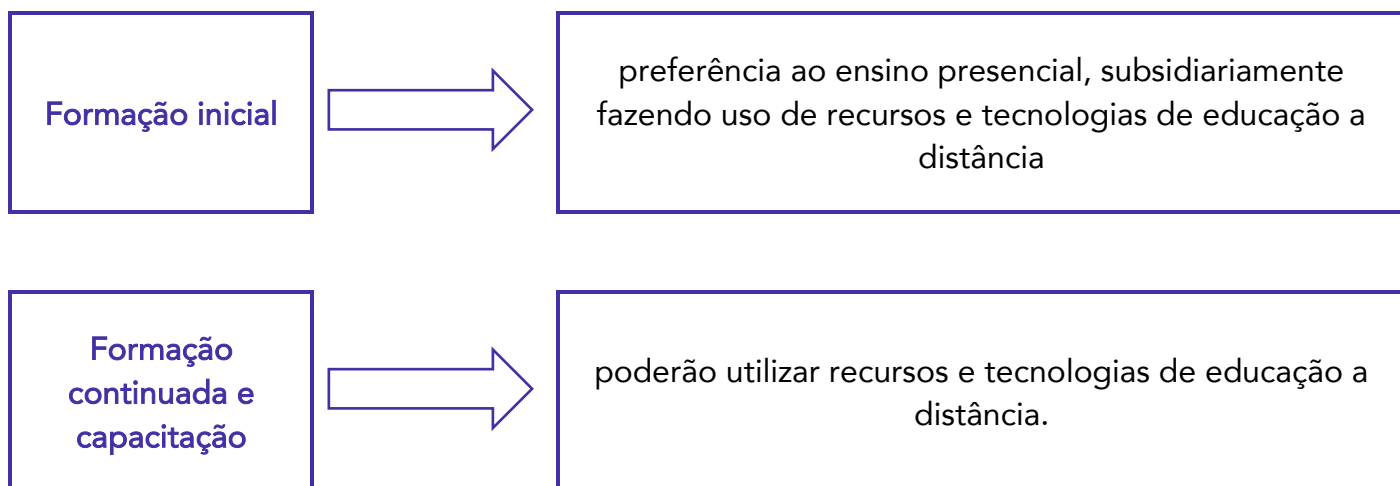 Formação inicial
preferência ao ensino presencial, subsidiariamente
fazendo uso de recursos e tecnologias de educação a
distância
Formação
continuada e
capacitação
poderão utilizar recursos e tecnologias de educação a
distância.